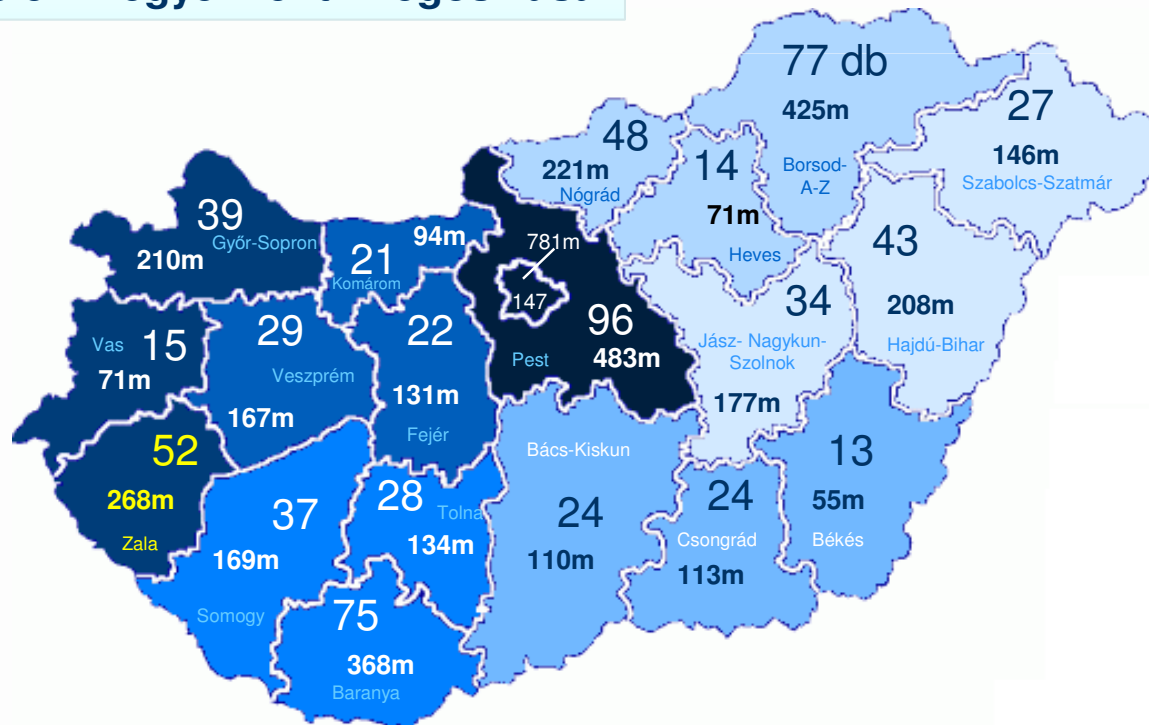 77 db
425m
Borsod-
A-Z
27
146m
Szabolcs-Szatmár
48
221m
Nógrád
14
71m
Heves
39
Győr-Sopron
210m
94m
21
Komárom
781m
147
96
483m
Pest
43
208m
Hajdú-Bihar
34
Jász- Nagykun-
Szolnok
177m
Vas
15
71m
29
Veszprém
167m
22
131m
Fejér
52
268m
Zala
37
169m
Somogy
28
Tolna
134m
75
368m
Baranya
Bács-Kiskun
24
110m
24
Csongrád
113m
13
55m
Békés